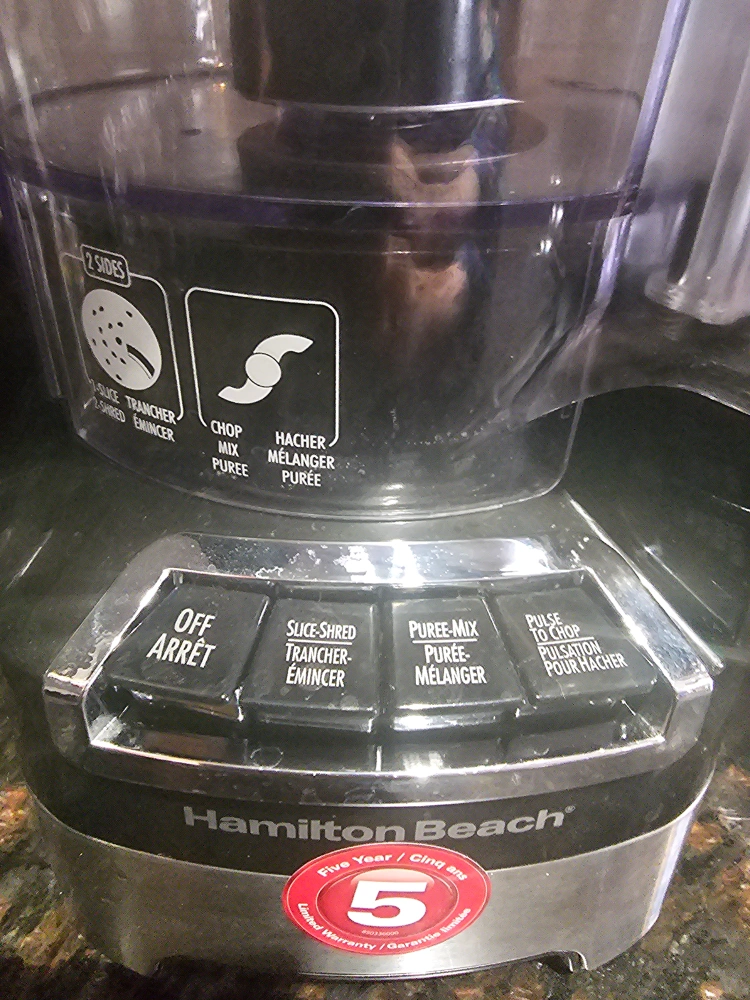 2 SIDES
1-SLICE TRANCHER
2-SHRED ÉMINCER
CHOP
MIX
PUREE
HACHER
MÉLANGER
PURÉE
OFF
ARRÊT
SLICE-SHRED
TRANCHER-
ÉMINCER
PUREE-MIX
PURÉE-
MÉLANGER
PULSE
TO CHOP
PULSATION
POUR HACHER
Hamilton Beach®
Five Year / Cinq ans
5
Limited Warranty / Garantie limitée